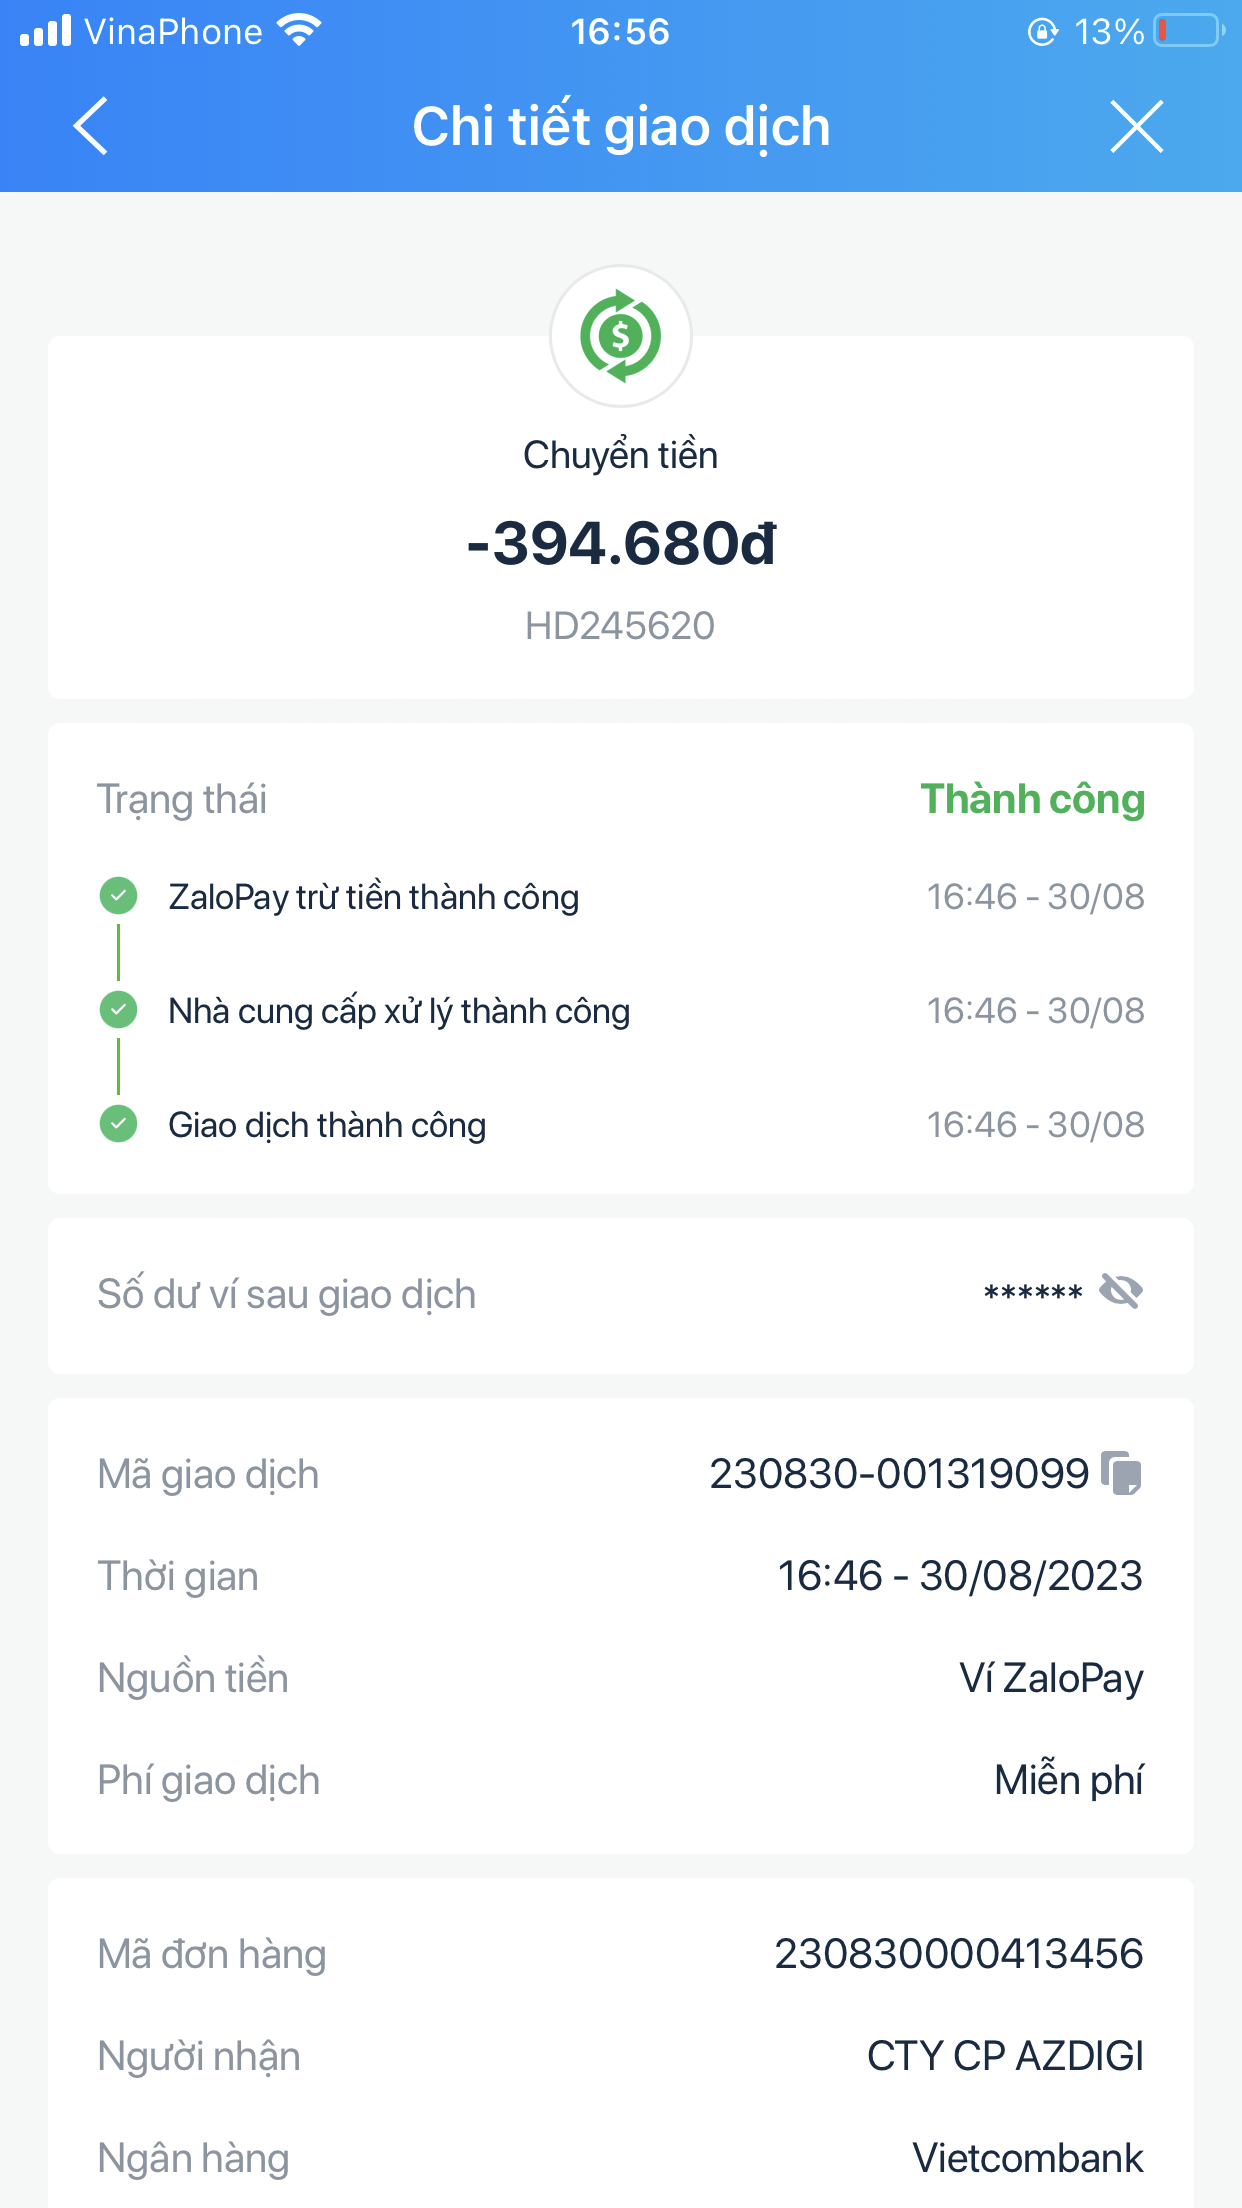 VinaPhone 16:56 13%
Chi tiết giao dịch
$
Chuyển tiền
-394.680đ
HD245620
Trạng thái Thành công
ZaloPay trừ tiền thành công 16:46 - 30/08
Nhà cung cấp xử lý thành công 16:46 - 30/08
Giao dịch thành công 16:46 - 30/08
Số dư ví sau giao dịch ******
Mã giao dịch 230830-001319099
Thời gian 16:46 - 30/08/2023
Nguồn tiền Ví ZaloPay
Phí giao dịch Miễn phí
Mã đơn hàng 230830000413456
Người nhận CTY CP AZDIGI
Ngân hàng Vietcombank